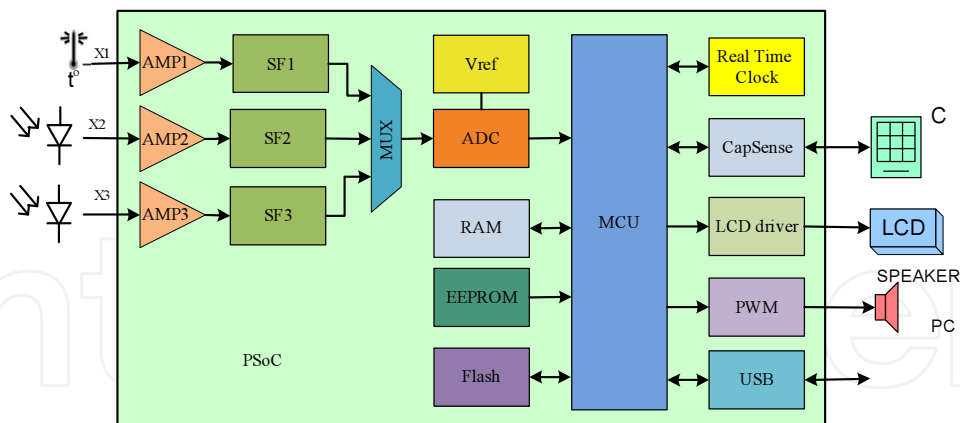 X1
t°
AMP1
SF1
Vref
Real Time
Clock
C
X2
AMP2
SF2
MUX
ADC
CapSense
X3
AMP3
SF3
RAM
MCU
LCD driver
LCD
EEPROM
PWM
SPEAKER
PC
PSoC
Flash
USB